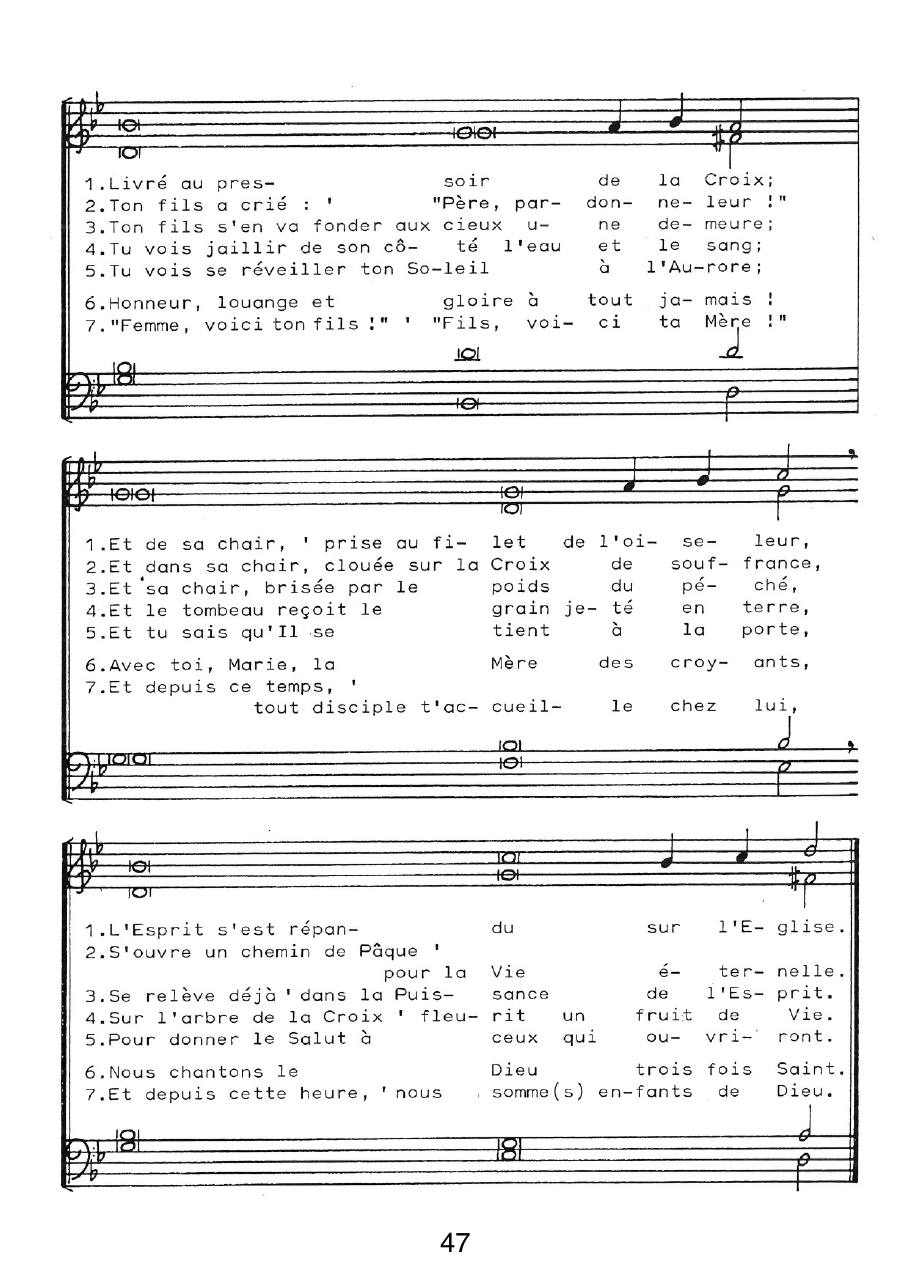 1.Livré au pres- soir de la Croix;
2.Ton fils a crié : ' "Père, par- don- ne- leur !"
3.Ton fils s'en va fonder aux cieux u- ne de- meure;
4.Tu vois jaillir de son cô- té l'eau et le sang;
5.Tu vois se réveiller ton So-leil à l'Au-rore;
6.Honneur, louange et gloire à tout ja- mais !
7."Femme, voici ton fils !" ' "Fils, voi- ci ta Mère !"
1.Et de sa chair, ' prise au fi- let de l'oi- se- leur,
2.Et dans sa chair, clouée sur la Croix de souf- france,
3.Et sa chair, brisée par le poids du pé- ché,
4.Et le tombeau reçoit le grain je- té en terre,
5.Et tu sais qu'Il se tient à la porte,
6.Avec toi, Marie, la Mère des croy- ants,
7.Et depuis ce temps, '
tout disciple t'ac- cueil- le chez lui,
1.L'Esprit s'est répan- du sur l'E- glise.
2.S'ouvre un chemin de Pâque '
pour la Vie é- ter- nelle.
3.Se relève déjà ' dans la Puis- sance de l'Es- prit.
4.Sur l'arbre de la Croix ' fleu- rit un fruit de Vie.
5.Pour donner le Salut à ceux qui ou- vri- ront.
6.Nous chantons le Dieu trois fois Saint.
7.Et depuis cette heure, ' nous somme(s) en-fants de Dieu.
47